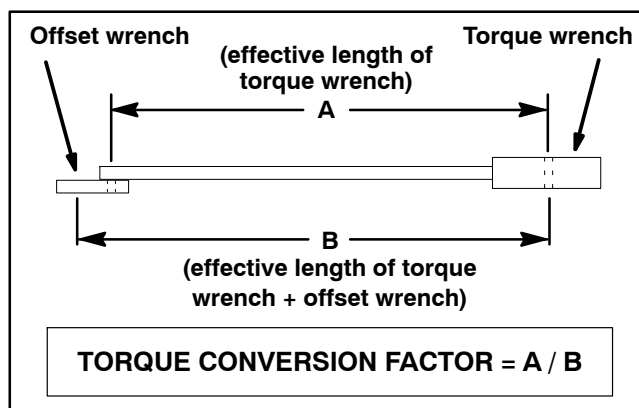 Offset wrench
Torque wrench
(effective length of
torque wrench)
A
B
(effective length of torque
wrench + offset wrench)
TORQUE CONVERSION FACTOR = A / B